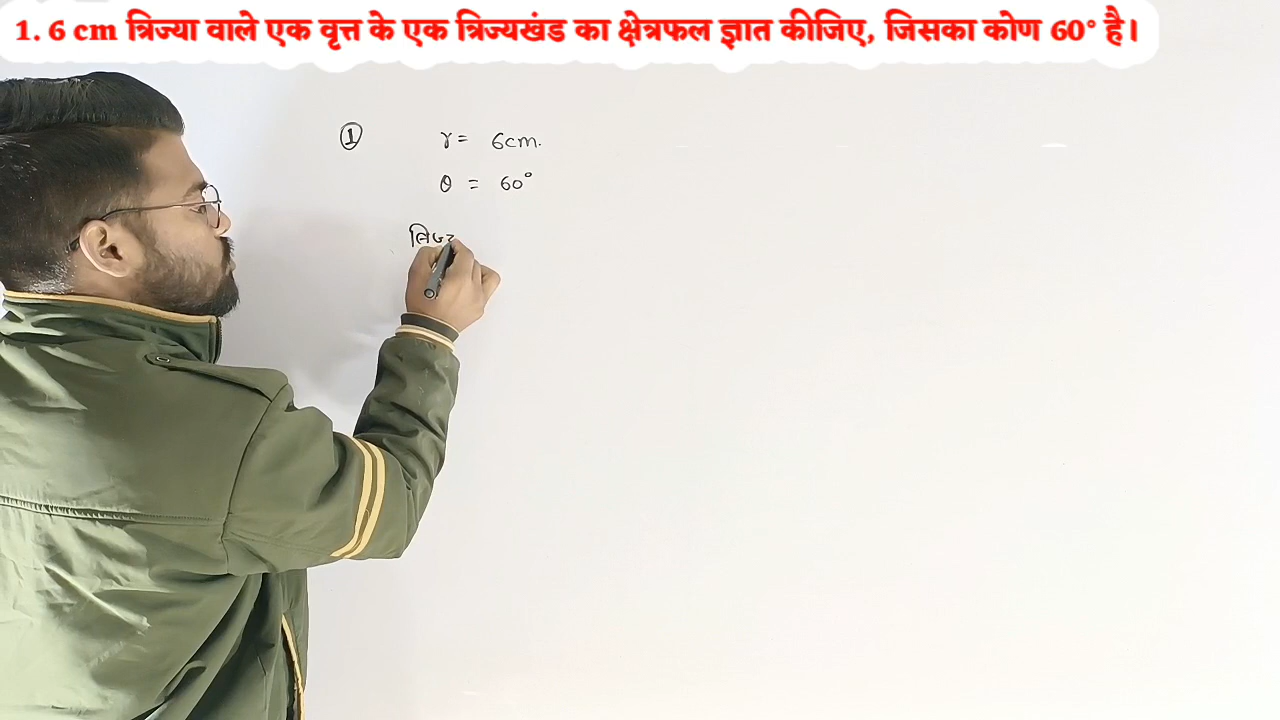 1. 6 cm त्रिज्या वाले एक वृत्त के एक त्रिज्यखंड का क्षेत्रफल ज्ञात कीजिए, जिसका कोण 60° है।
① r = 6cm.
θ = 60°